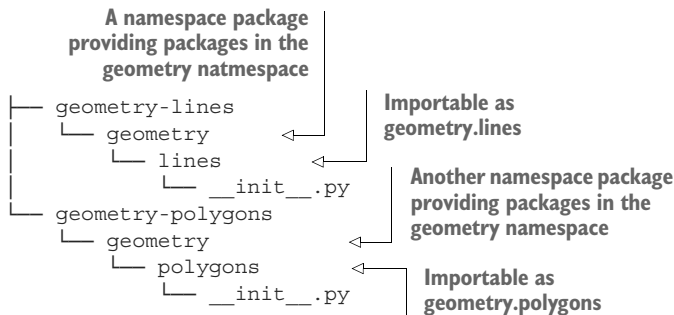 A namespace package
providing packages in the
geometry natmespace
├── geometry-lines
│   └── geometry
│       └── lines
│           └── __init__.py
└── geometry-polygons
    └── geometry
        └── polygons
            └── __init__.py
Importable as
geometry.lines
Another namespace package
providing packages in the
geometry namespace
Importable as
geometry.polygons